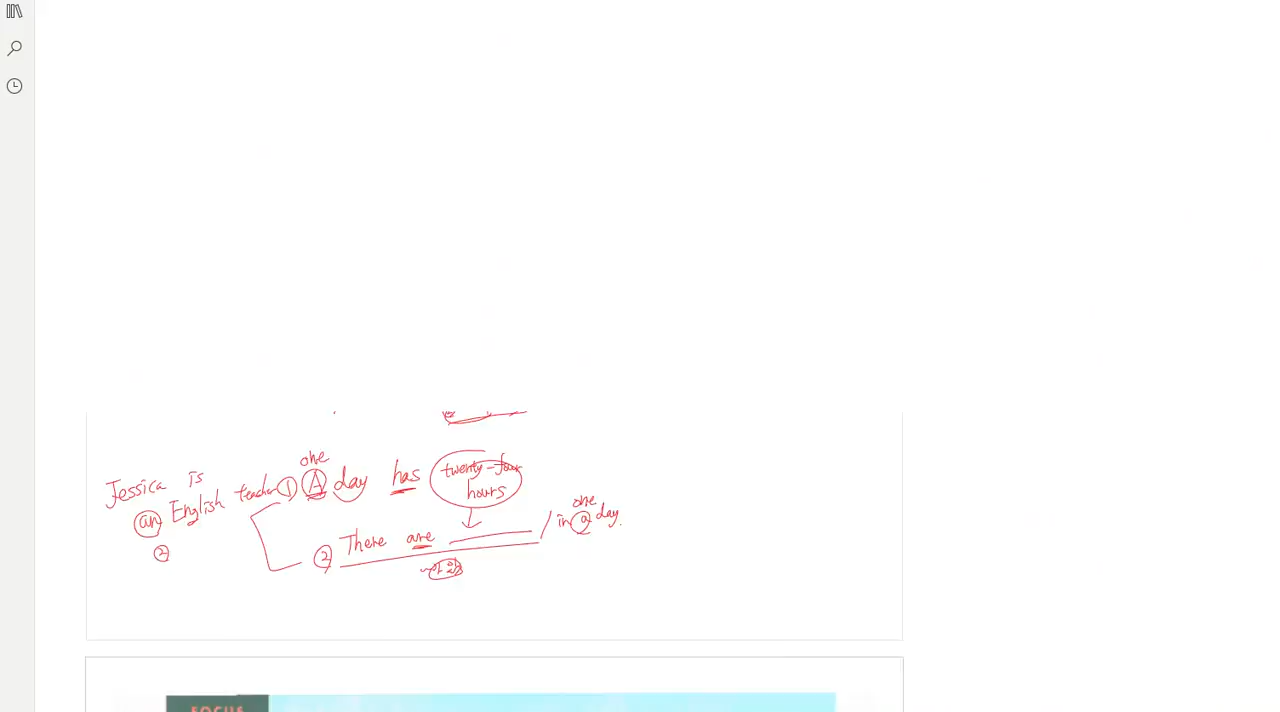 one
Jessica is
an English teacher
②
① A day has twenty-four hours
② There are
one
in a day.
FOCUS